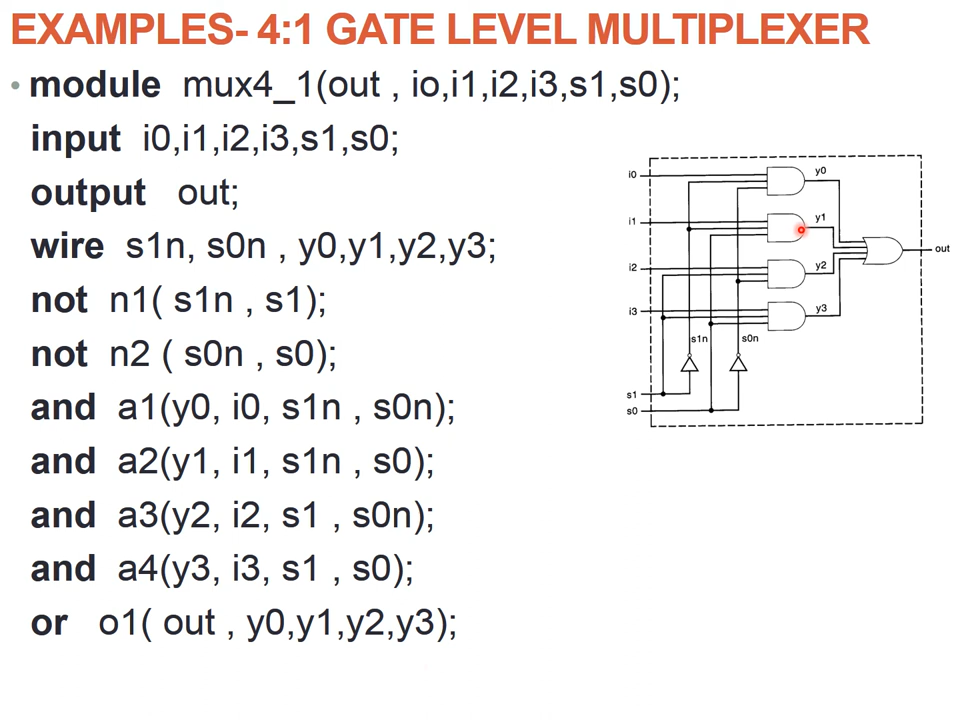 EXAMPLES- 4:1 GATE LEVEL MULTIPLEXER
• module mux4_1(out , io,i1,i2,i3,s1,s0);
input i0,i1,i2,i3,s1,s0;
output out;
wire s1n, s0n , y0,y1,y2,y3;
not n1( s1n , s1);
not n2 ( s0n , s0);
and a1(y0, i0, s1n , s0n);
and a2(y1, i1, s1n , s0);
and a3(y2, i2, s1 , s0n);
and a4(y3, i3, s1 , s0);
or o1( out , y0,y1,y2,y3);
i0
y0
i1
y1
out
i2
y2
i3
y3
s1n
s0n
s1
s0